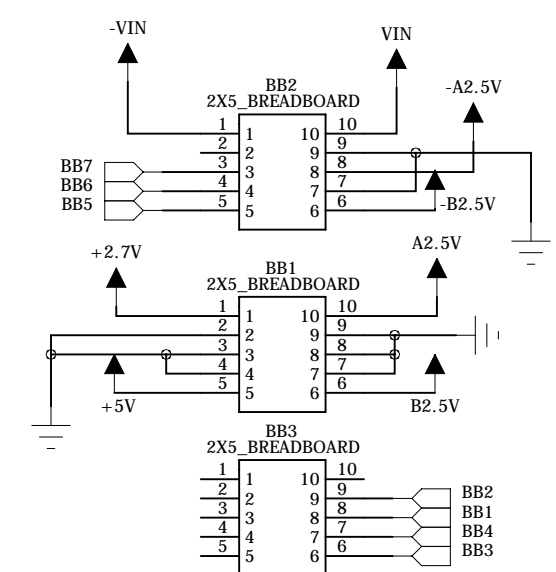 -VIN VIN
BB2
2X5_BREADBOARD
-A2.5V
1 1 10 10
2 2 9 9
BB7 3 3 8 8
BB6 4 4 7 7
BB5 5 5 6 6
-B2.5V
+2.7V A2.5V
BB1
2X5_BREADBOARD
1 1 10 10
2 2 9 9
3 3 8 8
4 4 7 7
5 5 6 6
+5V B2.5V
BB3
2X5_BREADBOARD
1 1 10 10
2 2 9 9 BB2
3 3 8 8 BB1
4 4 7 7 BB4
5 5 6 6 BB3